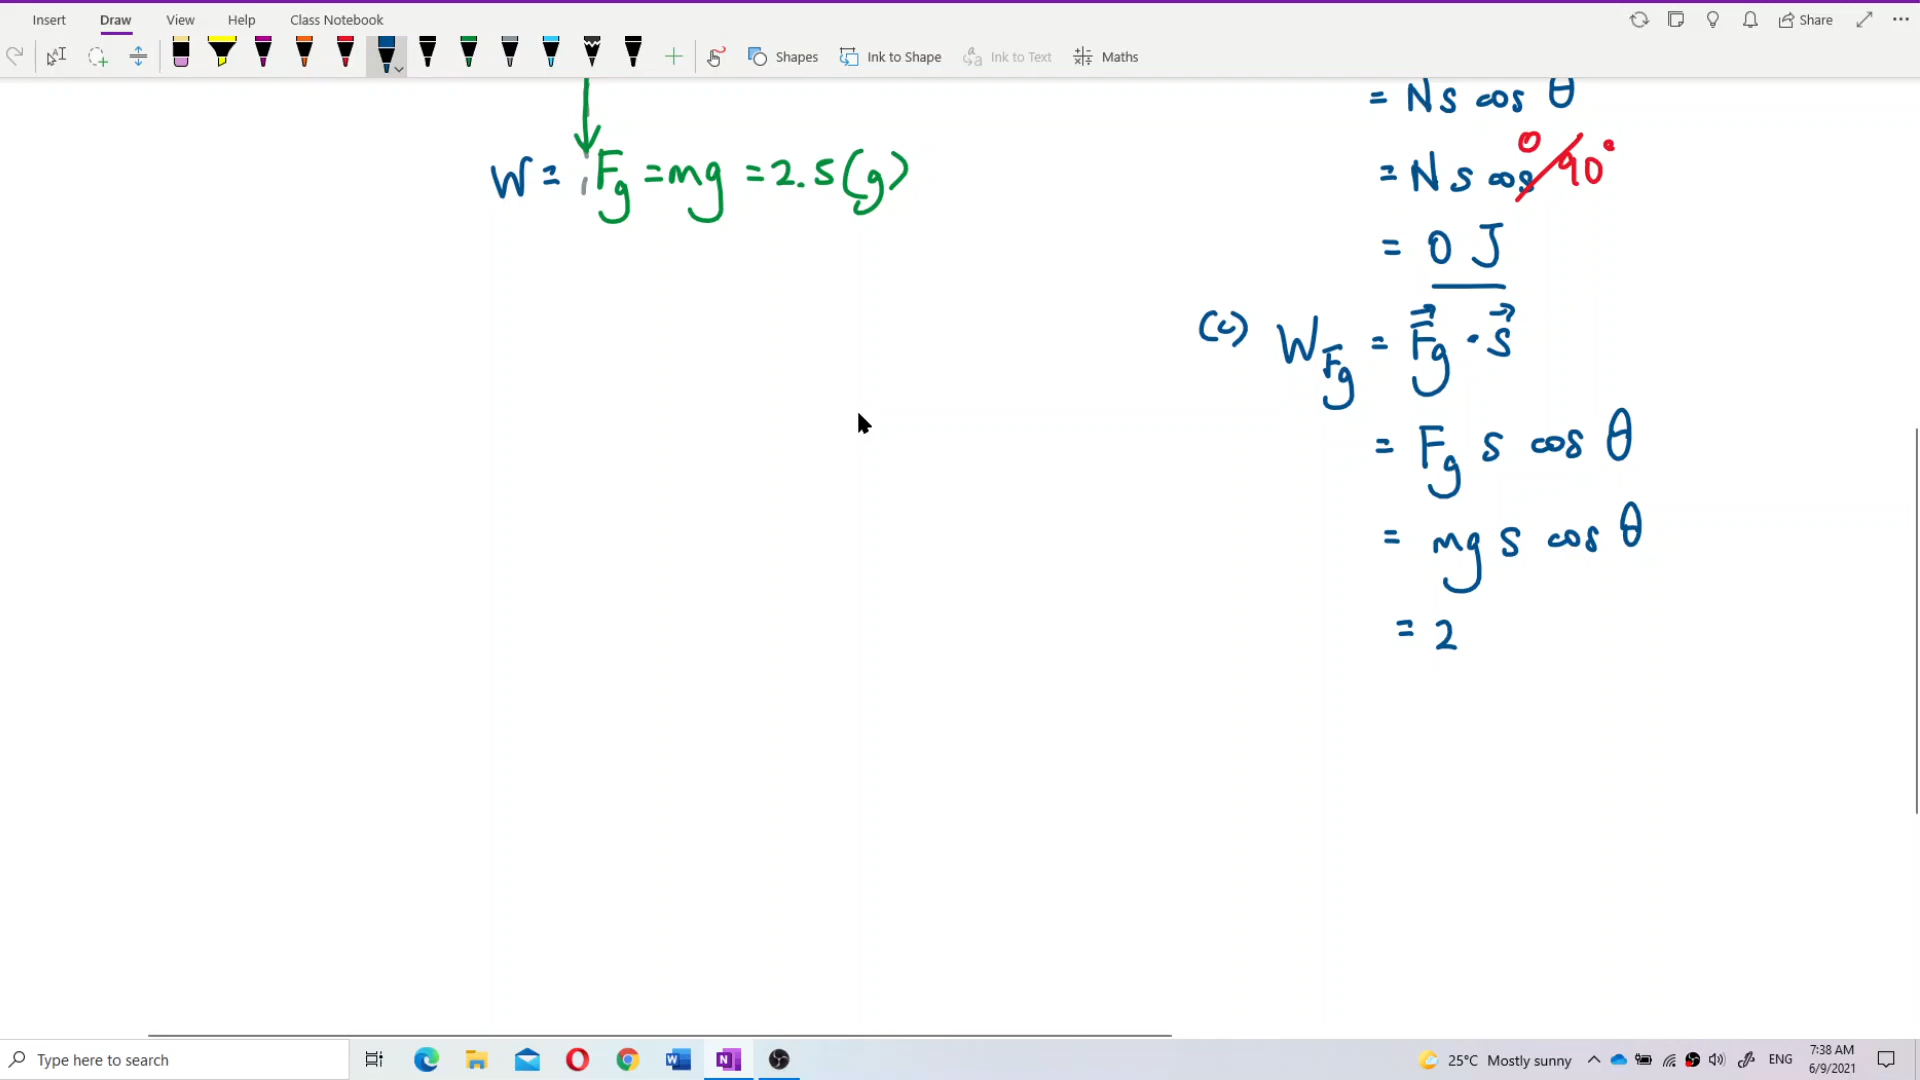 Insert Draw View Help Class Notebook Share
Shapes Ink to Shape Ink to Text Maths
W = Fg = mg = 2.5(g)
= N s cos θ
= N s cos 90° 0
= 0 J
(c) W_Fg = F⃗g · s⃗
= Fg s cos θ
= mg s cos θ
= 2
Type here to search
25°C Mostly sunny
ENG
7:38 AM
6/9/2021